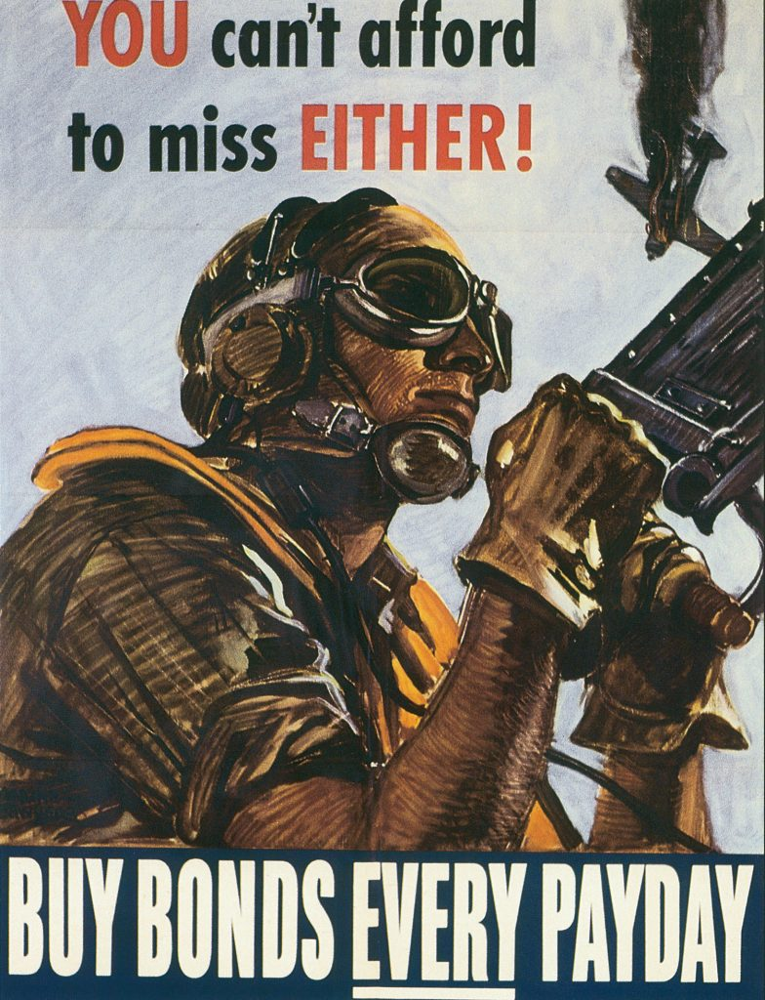 YOU can't afford
to miss EITHER!
BUY BONDS EVERY PAYDAY